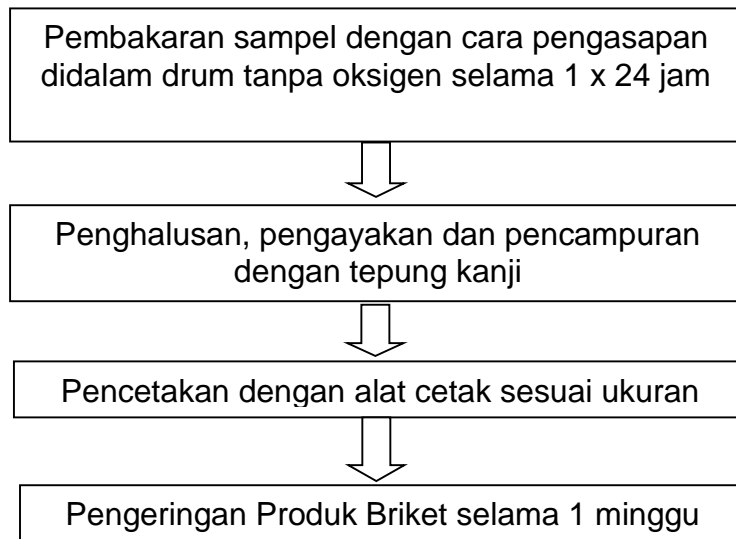 Pembakaran sampel dengan cara pengasapan
didalam drum tanpa oksigen selama 1 x 24 jam
Penghalusan, pengayakan dan pencampuran
dengan tepung kanji
Pencetakan dengan alat cetak sesuai ukuran
Pengeringan Produk Briket selama 1 minggu